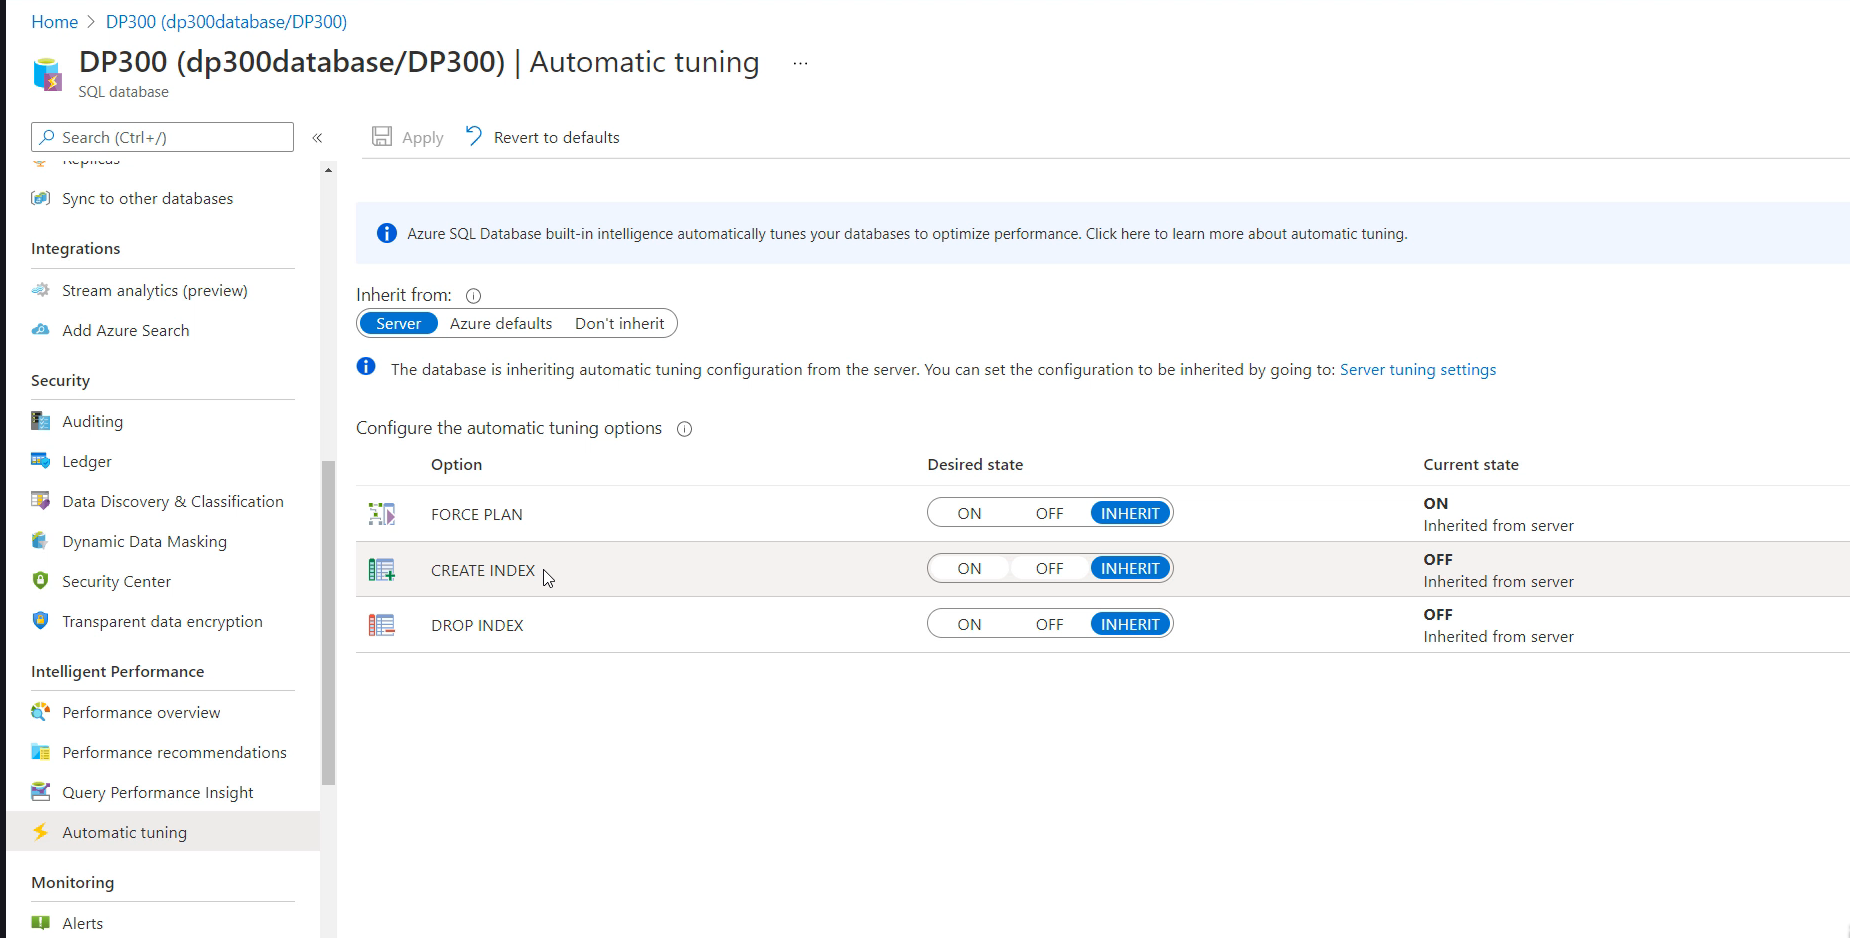 Home > DP300 (dp300database/DP300)
DP300 (dp300database/DP300) | Automatic tuning ...
SQL database
Search (Ctrl+/) «
Apply Revert to defaults
Replicas
Sync to other databases
Integrations
Stream analytics (preview)
Add Azure Search
Security
Auditing
Ledger
Data Discovery & Classification
Dynamic Data Masking
Security Center
Transparent data encryption
Intelligent Performance
Performance overview
Performance recommendations
Query Performance Insight
Automatic tuning
Monitoring
Alerts
Azure SQL Database built-in intelligence automatically tunes your databases to optimize performance. Click here to learn more about automatic tuning.
Inherit from:
Server Azure defaults Don't inherit
The database is inheriting automatic tuning configuration from the server. You can set the configuration to be inherited by going to: Server tuning settings
Configure the automatic tuning options
Option Desired state Current state
FORCE PLAN ON OFF INHERIT ON
Inherited from server
CREATE INDEX ON OFF INHERIT OFF
Inherited from server
DROP INDEX ON OFF INHERIT OFF
Inherited from server